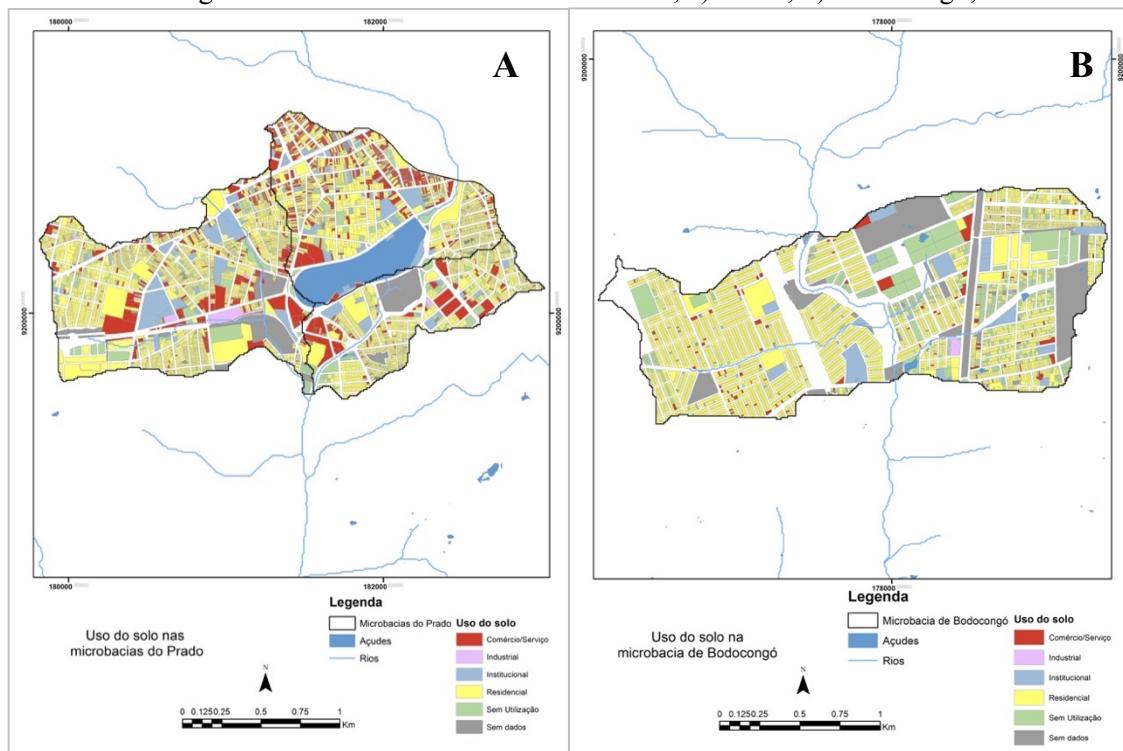 A
B
180000
182000
178000
9200000
9200000
9200000
9200000
180000
182000
178000
Uso do solo nas
microbacias do Prado
N
0 0.125 0.25 0.5 0.75 1
Km
Legenda
Microbacias do Prado
Açudes
Rios
Uso do solo
Comércio/Serviço
Industrial
Institucional
Residencial
Sem Utilização
Sem dados
Uso do solo na
microbacia de Bodocongó
N
0 0.125 0.25 0.5 0.75 1
Km
Legenda
Microbacia de Bodocongó
Açudes
Rios
Uso do solo
Comércio/Serviço
Industrial
Institucional
Residencial
Sem Utilização
Sem dados